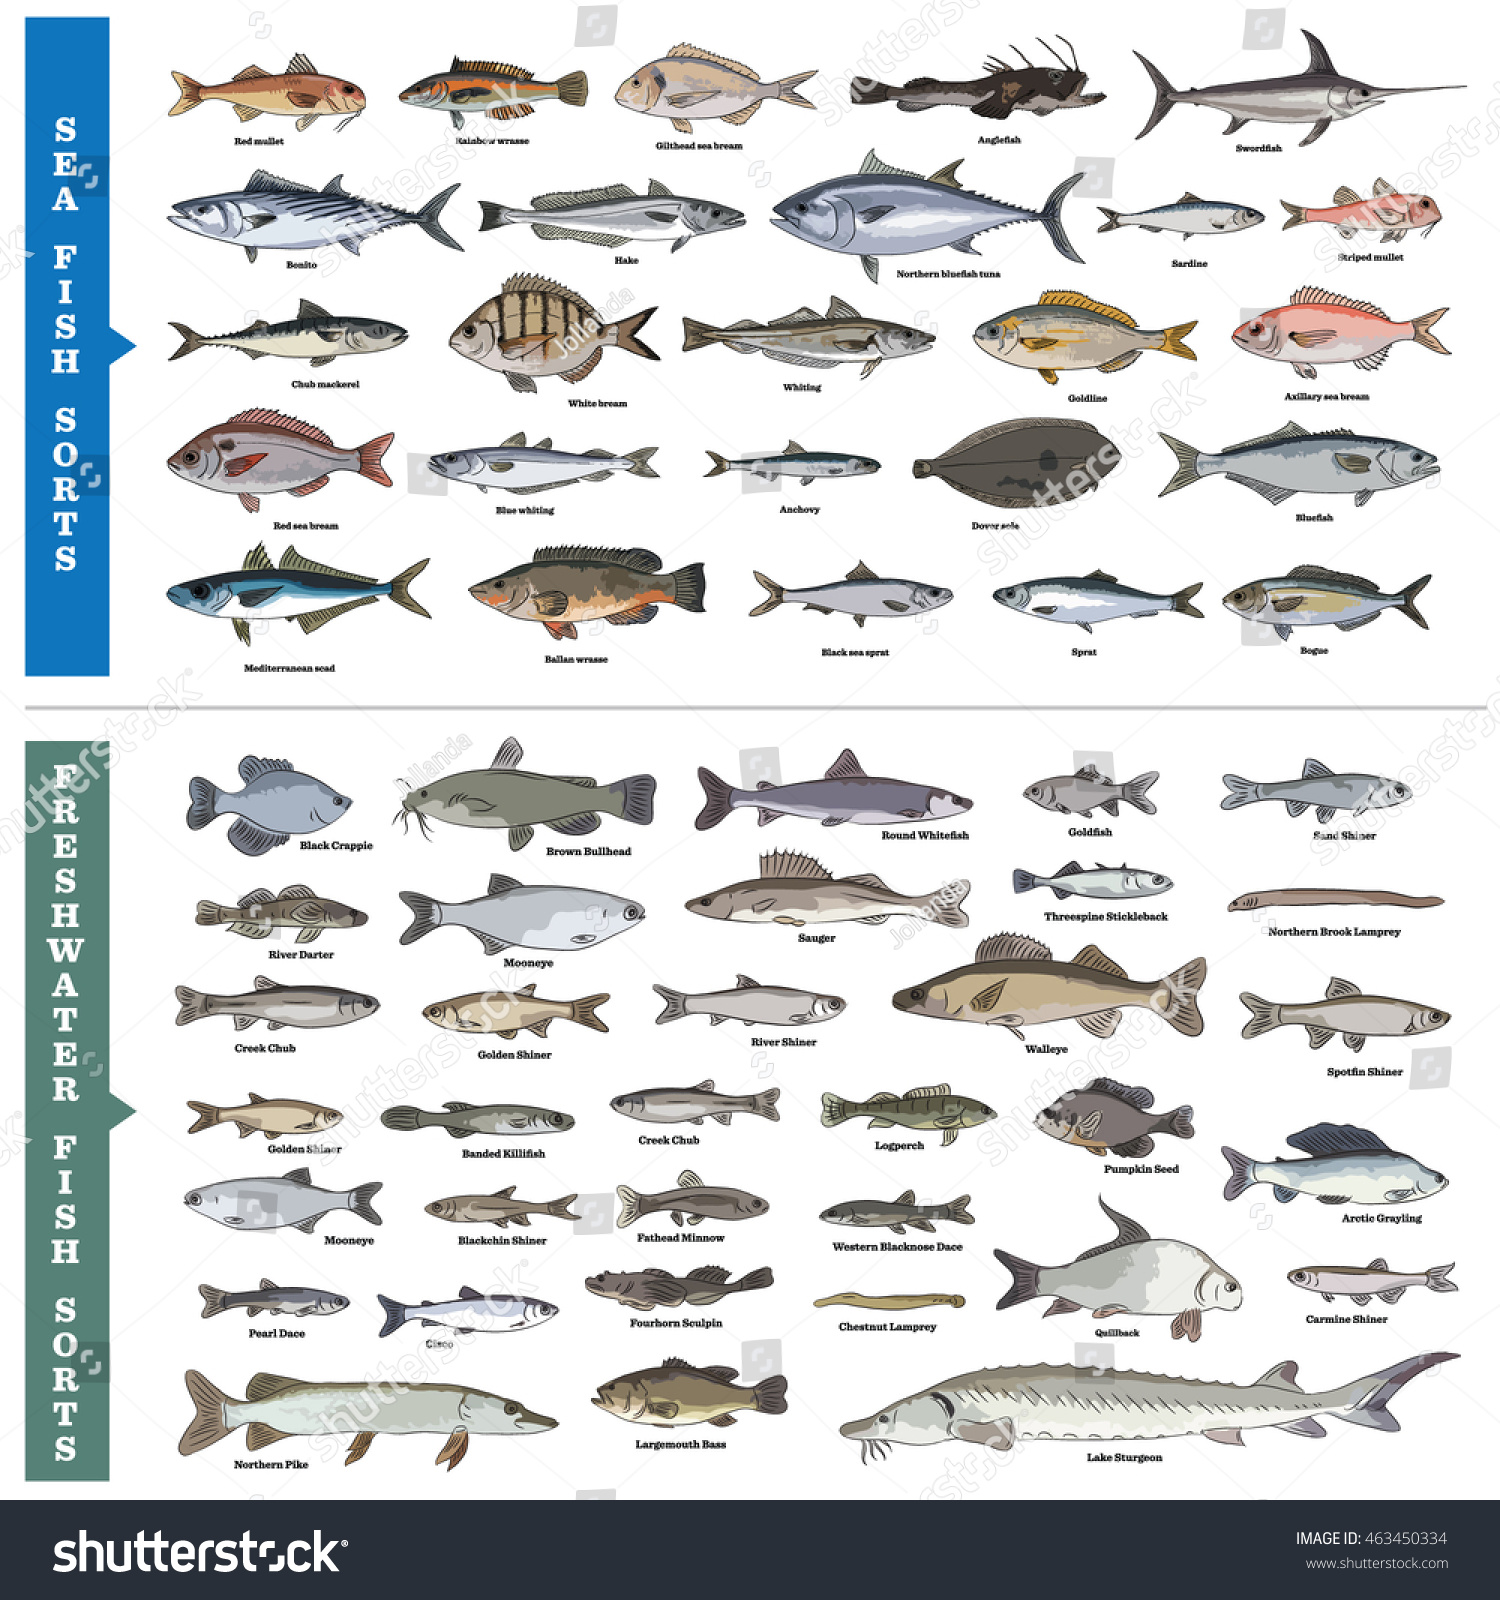 SEA FISH SORTS
Red mullet
Rainbow wrasse
Gilthead sea bream
Anglefish
Swordfish
Bonito
Hake
Northern bluefish tuna
Sardine
Striped mullet
Chub mackerel
White bream
Whiting
Goldline
Axillary sea bream
Red sea bream
Blue whiting
Anchovy
Dover sole
Bluefish
Mediterranean scad
Ballan wrasse
Black sea sprat
Sprat
Bogue
FRESHWATER FISH SORTS
Black Crappie
Brown Bullhead
Round Whitefish
Goldfish
Sand Shiner
River Darter
Mooneye
Sauger
Threespine Stickleback
Northern Brook Lamprey
Creek Chub
Golden Shiner
River Shiner
Walleye
Spotfin Shiner
Golden Shiner
Banded Killifish
Creek Chub
Logperch
Pumpkin Seed
Arctic Grayling
Mooneye
Blackchin Shiner
Fathead Minnow
Western Blacknose Dace
Quillback
Carmine Shiner
Pearl Dace
Cisco
Fourhorn Sculpin
Chestnut Lamprey
Northern Pike
Largemouth Bass
Lake Sturgeon
shutterstock
Jollanda
shutterstock®
IMAGE ID: 463450334
www.shutterstock.com